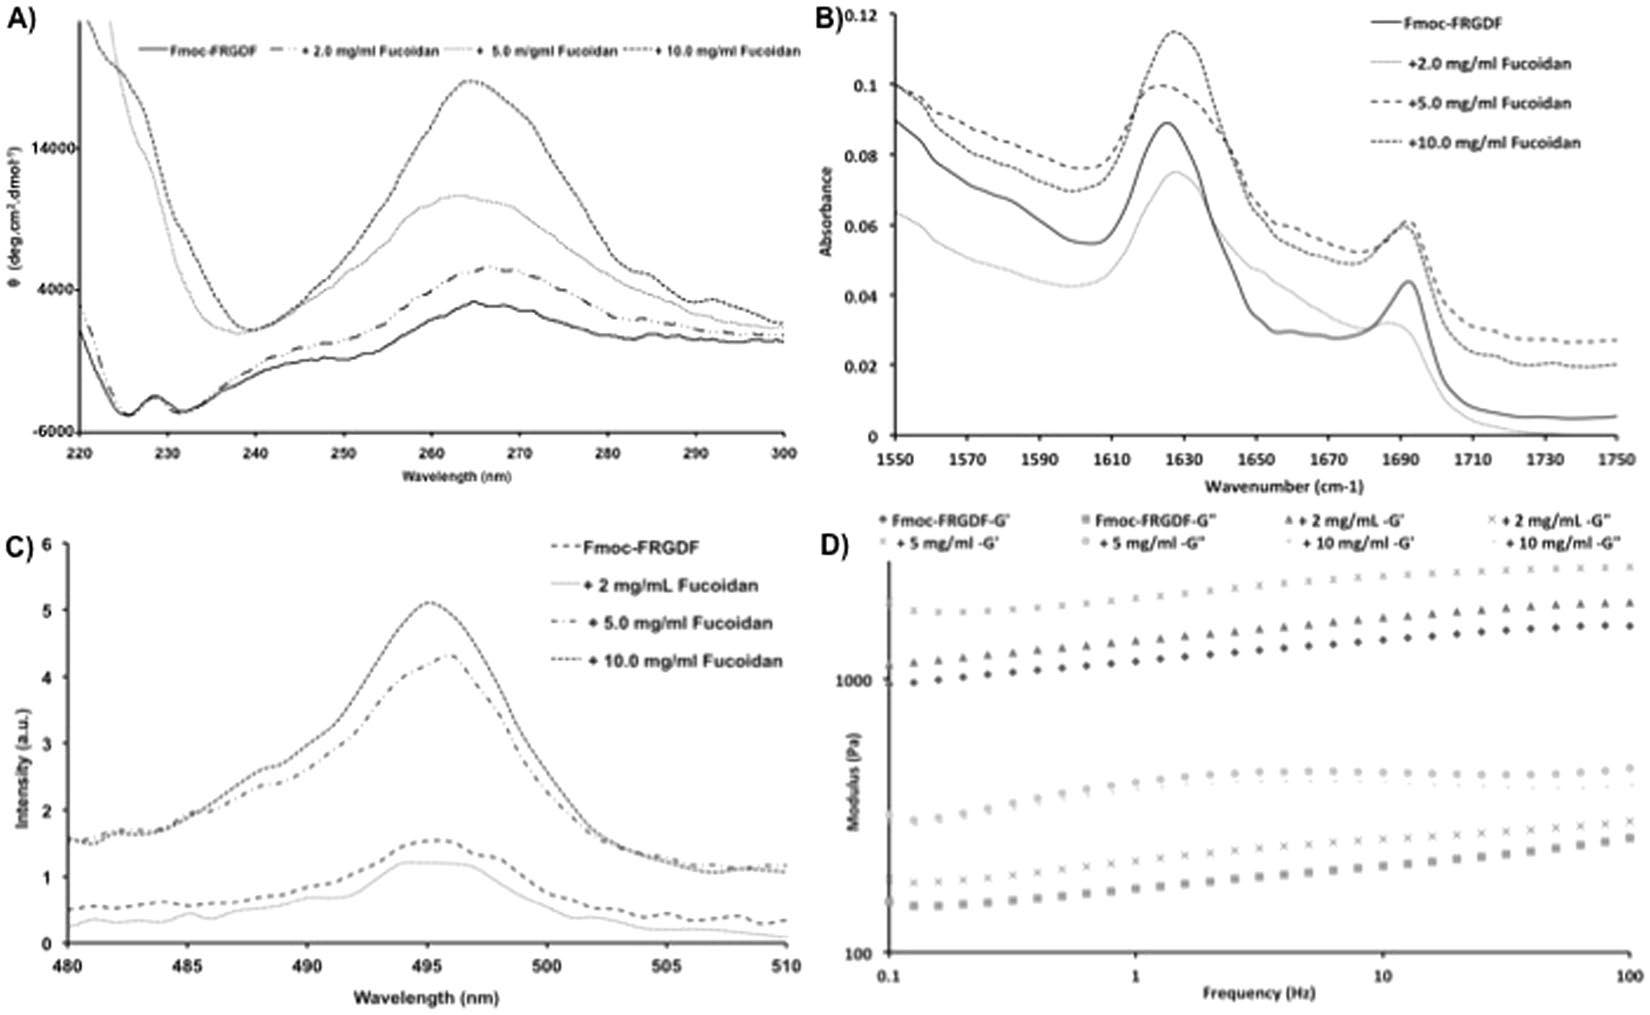 A)
Fmoc-FRGDF + 2.0 mg/ml Fucoidan + 5.0 m/gml Fucoidan + 10.0 mg/ml Fucoidan
θ (deg.cm².dmol⁻¹)
14000
4000
-6000
220 230 240 250 260 270 280 290 300
Wavelength (nm)
B)
Fmoc-FRGDF
+2.0 mg/ml Fucoidan
+5.0 mg/ml Fucoidan
+10.0 mg/ml Fucoidan
Absorbance
0.12
0.1
0.08
0.06
0.04
0.02
0
1550 1570 1590 1610 1630 1650 1670 1690 1710 1730 1750
Wavenumber (cm-1)
C)
Fmoc-FRGDF
+ 2 mg/mL Fucoidan
+ 5.0 mg/ml Fucoidan
+ 10.0 mg/ml Fucoidan
Intensity (a.u.)
6
5
4
3
2
1
0
480 485 490 495 500 505 510
Wavelength (nm)
D)
Fmoc-FRGDF-G' Fmoc-FRGDF-G" + 2 mg/mL -G' + 2 mg/mL -G"
+ 5 mg/ml -G' + 5 mg/ml -G" + 10 mg/ml -G' + 10 mg/ml -G"
Modulus (Pa)
1000
100
0.1 1 10 100
Frequency (Hz)